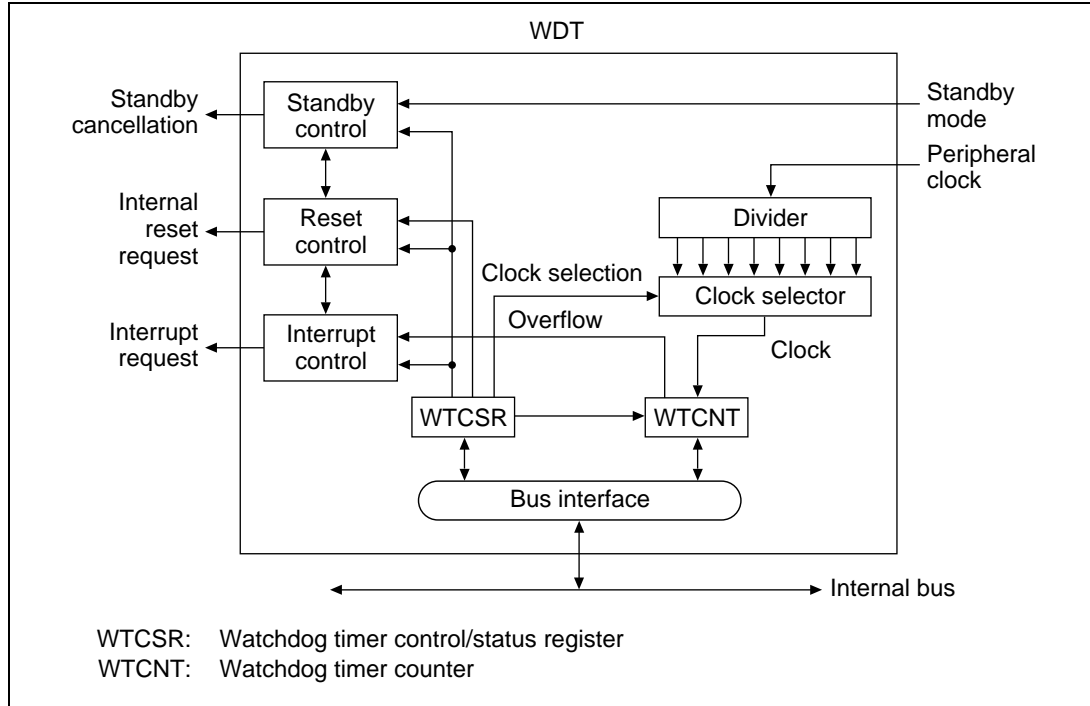 WDT
Standby
cancellation
Standby
control
Standby
mode
Peripheral
clock
Internal
reset
request
Reset
control
Divider
Clock selection
Clock selector
Interrupt
request
Interrupt
control
Overflow
Clock
WTCSR
WTCNT
Bus interface
Internal bus
WTCSR: Watchdog timer control/status register
WTCNT: Watchdog timer counter